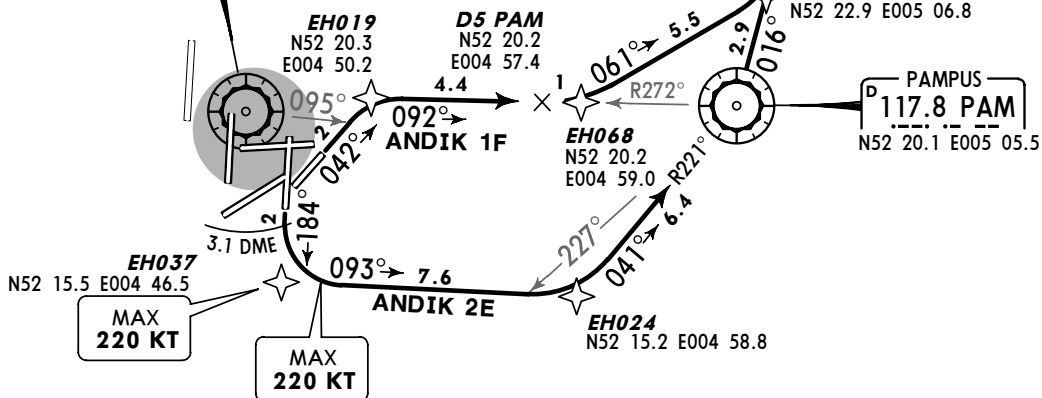 EH019
N52 20.3
E004 50.2
D5 PAM
N52 20.2
E004 57.4
N52 22.9 E005 06.8
061°
5.5
2.9
016°
095°
2
042°
4.4
092°
ANDIK 1F
1
R272°
EH068
N52 20.2
E004 59.0
PAMPUS
D
117.8 PAM
N52 20.1 E005 05.5
R221°
2
184°
3.1 DME
227°
041°
6.4
EH037
N52 15.5 E004 46.5
MAX
220 KT
093°
7.6
ANDIK 2E
MAX
220 KT
EH024
N52 15.2 E004 58.8